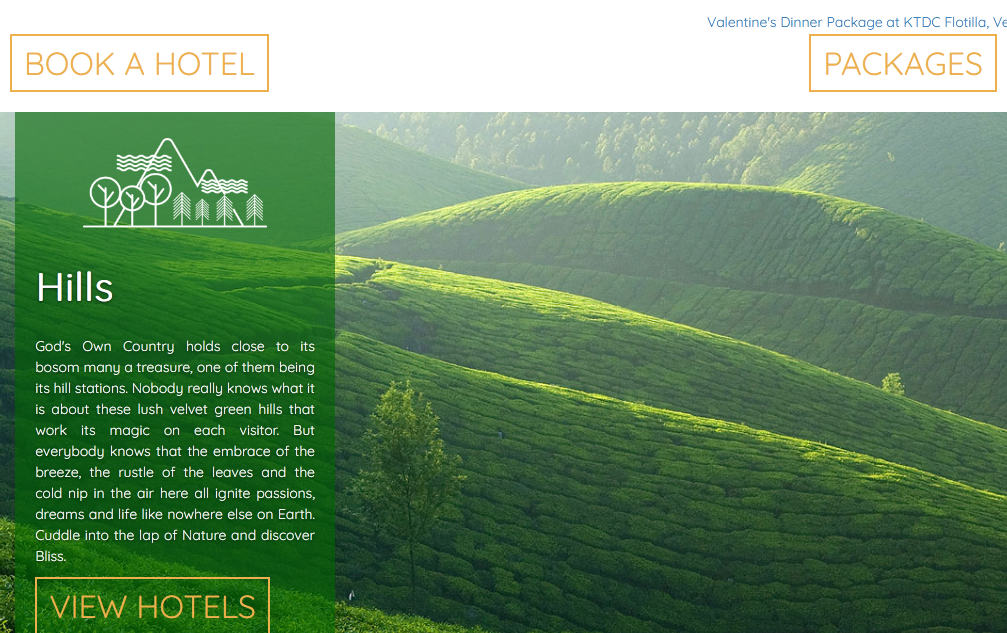 Valentine's Dinner Package at KTDC Flotilla,
BOOK A HOTEL
PACKAGES
Hills
God's Own Country holds close to its
bosom many a treasure, one of them being
its hill stations. Nobody really knows what it
is about these lush velvet green hills that
work its magic on each visitor. But
everybody knows that the embrace of the
breeze, the rustle of the leaves and the
cold nip in the air here all ignite passions,
dreams and life like nowhere else on Earth.
Cuddle into the lap of Nature and discover
Bliss.
VIEW HOTELS